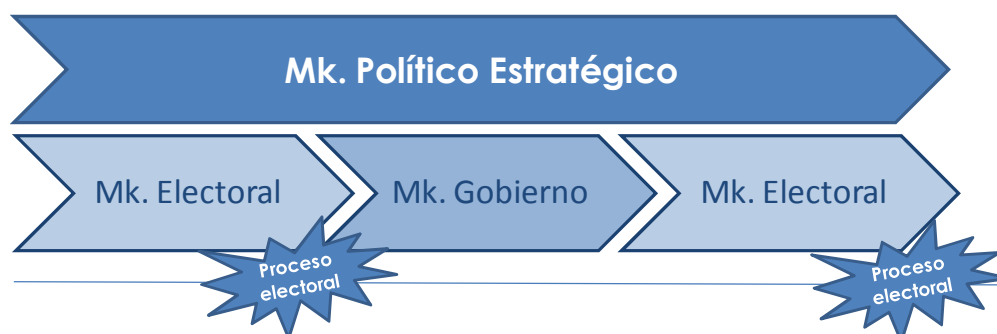 Mk. Político Estratégico
Mk. Electoral
Mk. Gobierno
Mk. Electoral
Proceso
electoral
Proceso
electoral